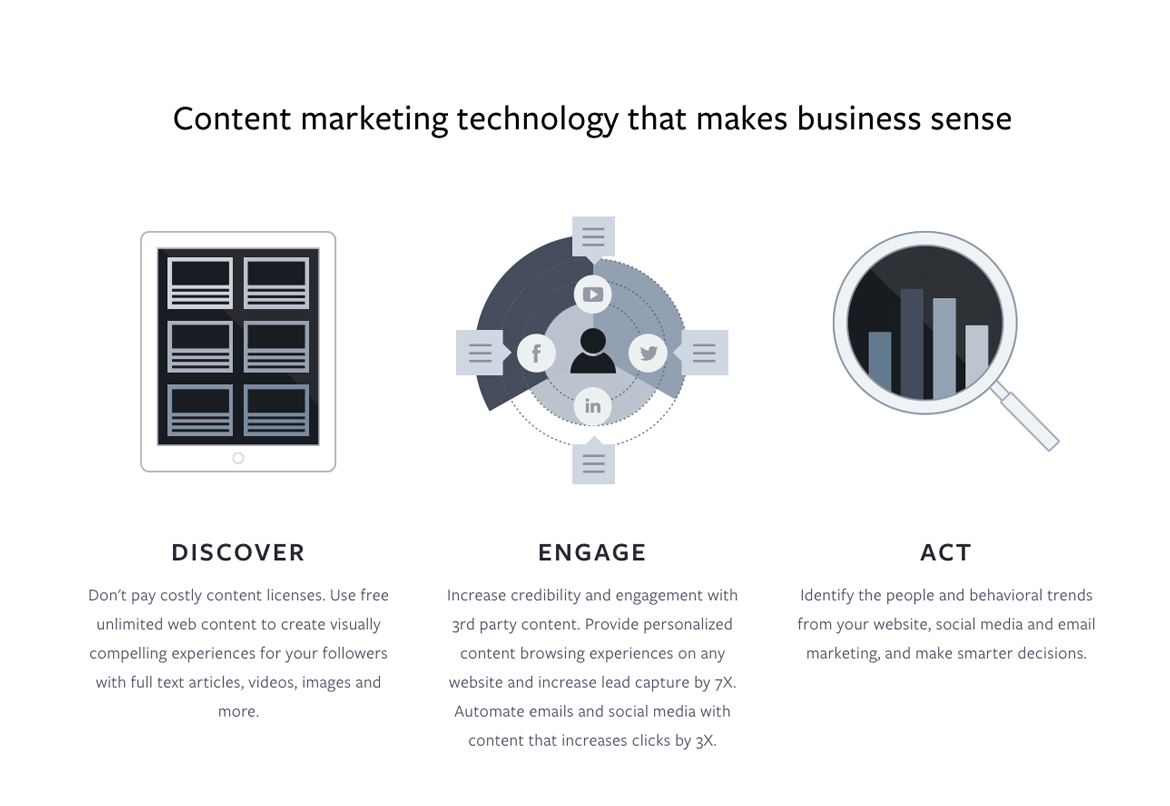 Content marketing technology that makes business sense
DISCOVER
Don't pay costly content licenses. Use free
unlimited web content to create visually
compelling experiences for your followers
with full text articles, videos, images and
more.
ENGAGE
Increase credibility and engagement with
3rd party content. Provide personalized
content browsing experiences on any
website and increase lead capture by 7X.
Automate emails and social media with
content that increases clicks by 3X.
ACT
Identify the people and behavioral trends
from your website, social media and email
marketing, and make smarter decisions.